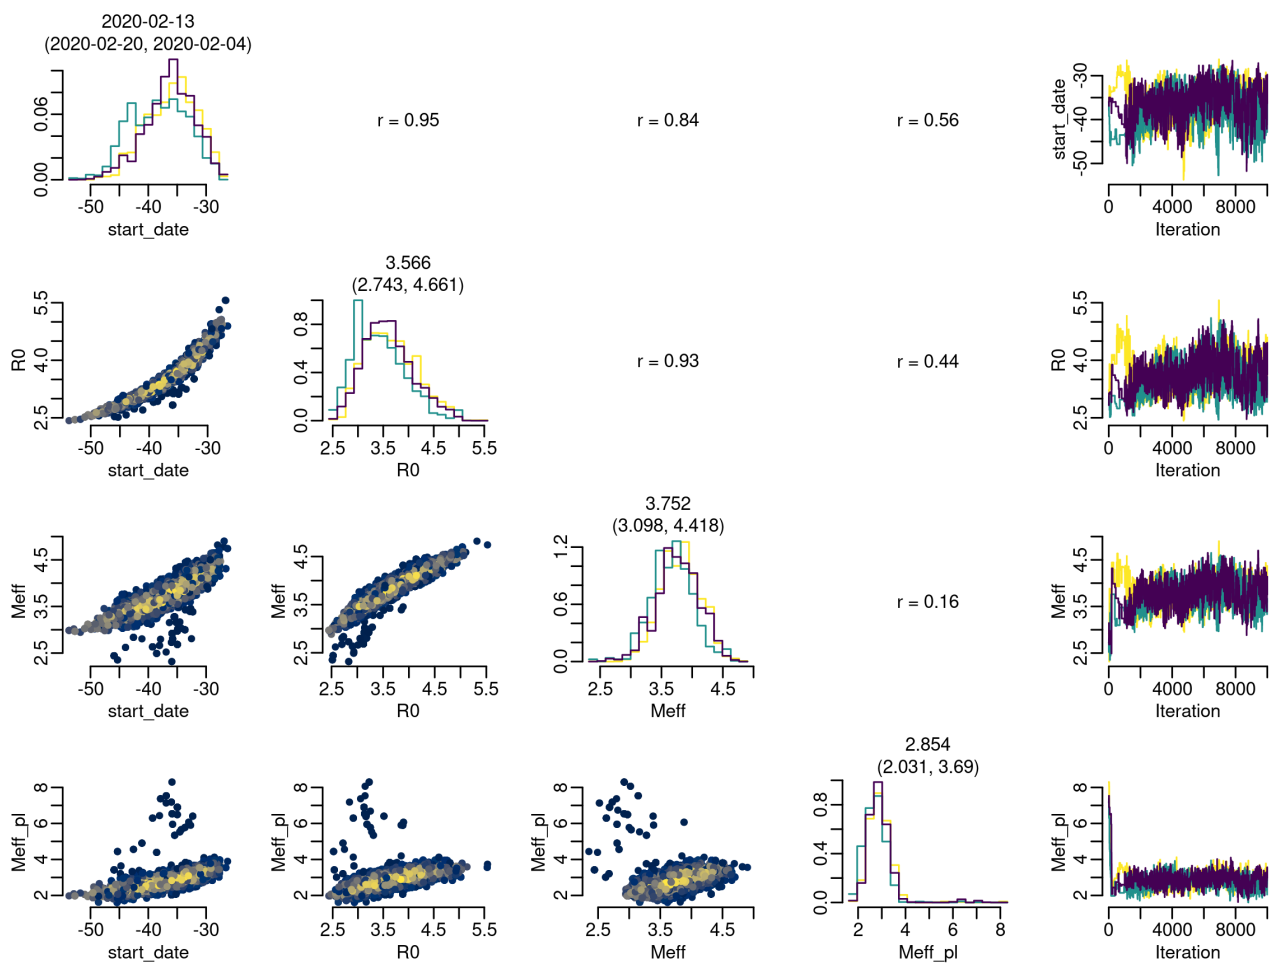 2020-02-13
(2020-02-20, 2020-02-04)
0.00 0.06
-50 -40 -30
start_date
r = 0.95
r = 0.84
r = 0.56
start_date
-50 -40 -30
0 4000 8000
Iteration
R0
2.5 4.0 5.5
-50 -40 -30
start_date
3.566
(2.743, 4.661)
0.0 0.4 0.8
2.5 3.5 4.5 5.5
R0
r = 0.93
r = 0.44
R0
2.5 4.0 5.5
0 4000 8000
Iteration
Meff
2.5 3.5 4.5
-50 -40 -30
start_date
Meff
2.5 3.5 4.5
2.5 3.5 4.5 5.5
R0
3.752
(3.098, 4.418)
0.0 0.6 1.2
2.5 3.5 4.5
Meff
r = 0.16
Meff
2.5 3.5 4.5
0 4000 8000
Iteration
Meff_pl
2 4 6 8
-50 -40 -30
start_date
Meff_pl
2 4 6 8
2.5 3.5 4.5 5.5
R0
Meff_pl
2 4 6 8
2.5 3.5 4.5
Meff
2.854
(2.031, 3.69)
0.0 0.4 0.8
2 4 6 8
Meff_pl
Meff_pl
2 4 6 8
0 4000 8000
Iteration